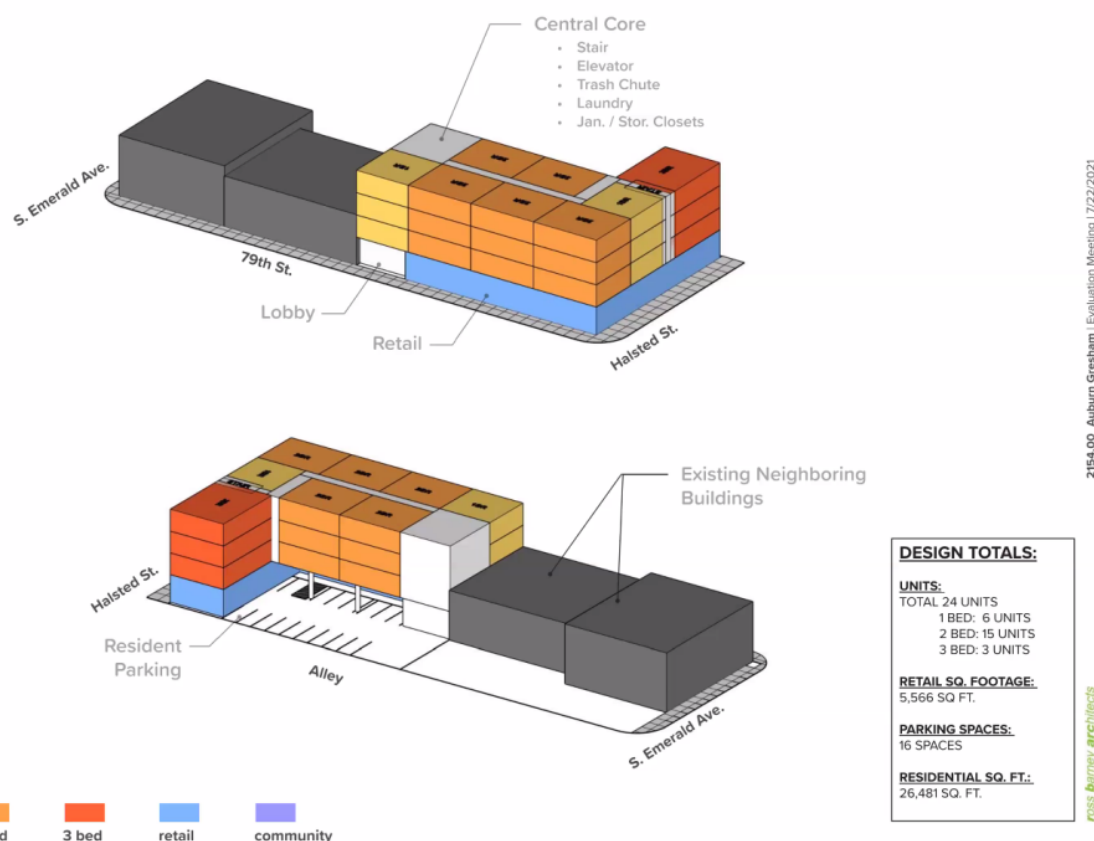 Central Core
• Stair
• Elevator
• Trash Chute
• Laundry
• Jan. / Stor. Closets
S. Emerald Ave.
79th St.
Lobby
Retail
Halsted St.
Existing Neighboring
Buildings
Halsted St.
Resident
Parking
Alley
S. Emerald Ave.
DESIGN TOTALS:
UNITS:
TOTAL 24 UNITS
1 BED: 6 UNITS
2 BED: 15 UNITS
3 BED: 3 UNITS
RETAIL SQ. FOOTAGE:
5,566 SQ FT.
PARKING SPACES:
16 SPACES
RESIDENTIAL SQ. FT.:
26,481 SQ. FT.
3 bed
retail
community
2154.00 Auburn Gresham | Evaluation Meeting | 7/22/2021
ross barney architects